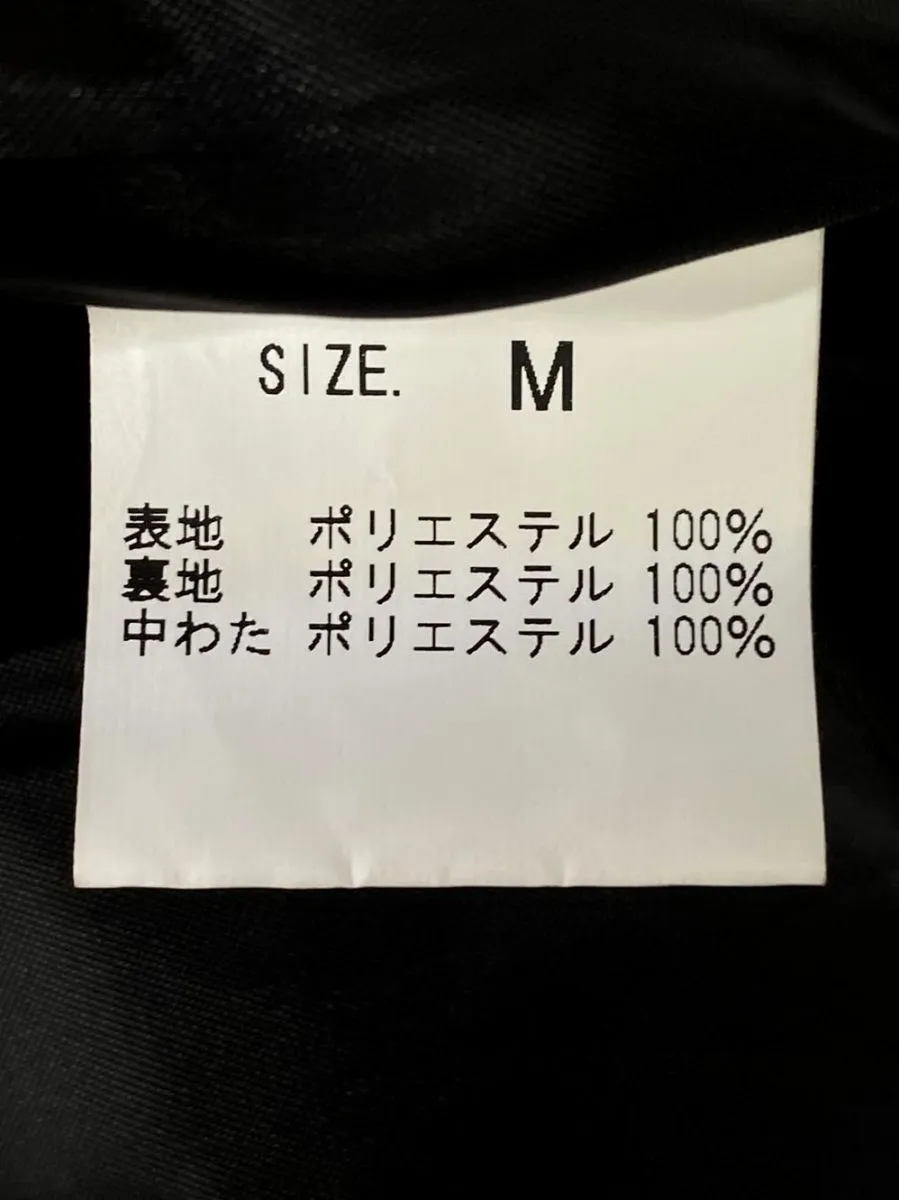 SIZE. M
表地 ポリエステル 100%
裏地 ポリエステル 100%
中わた ポリエステル 100%